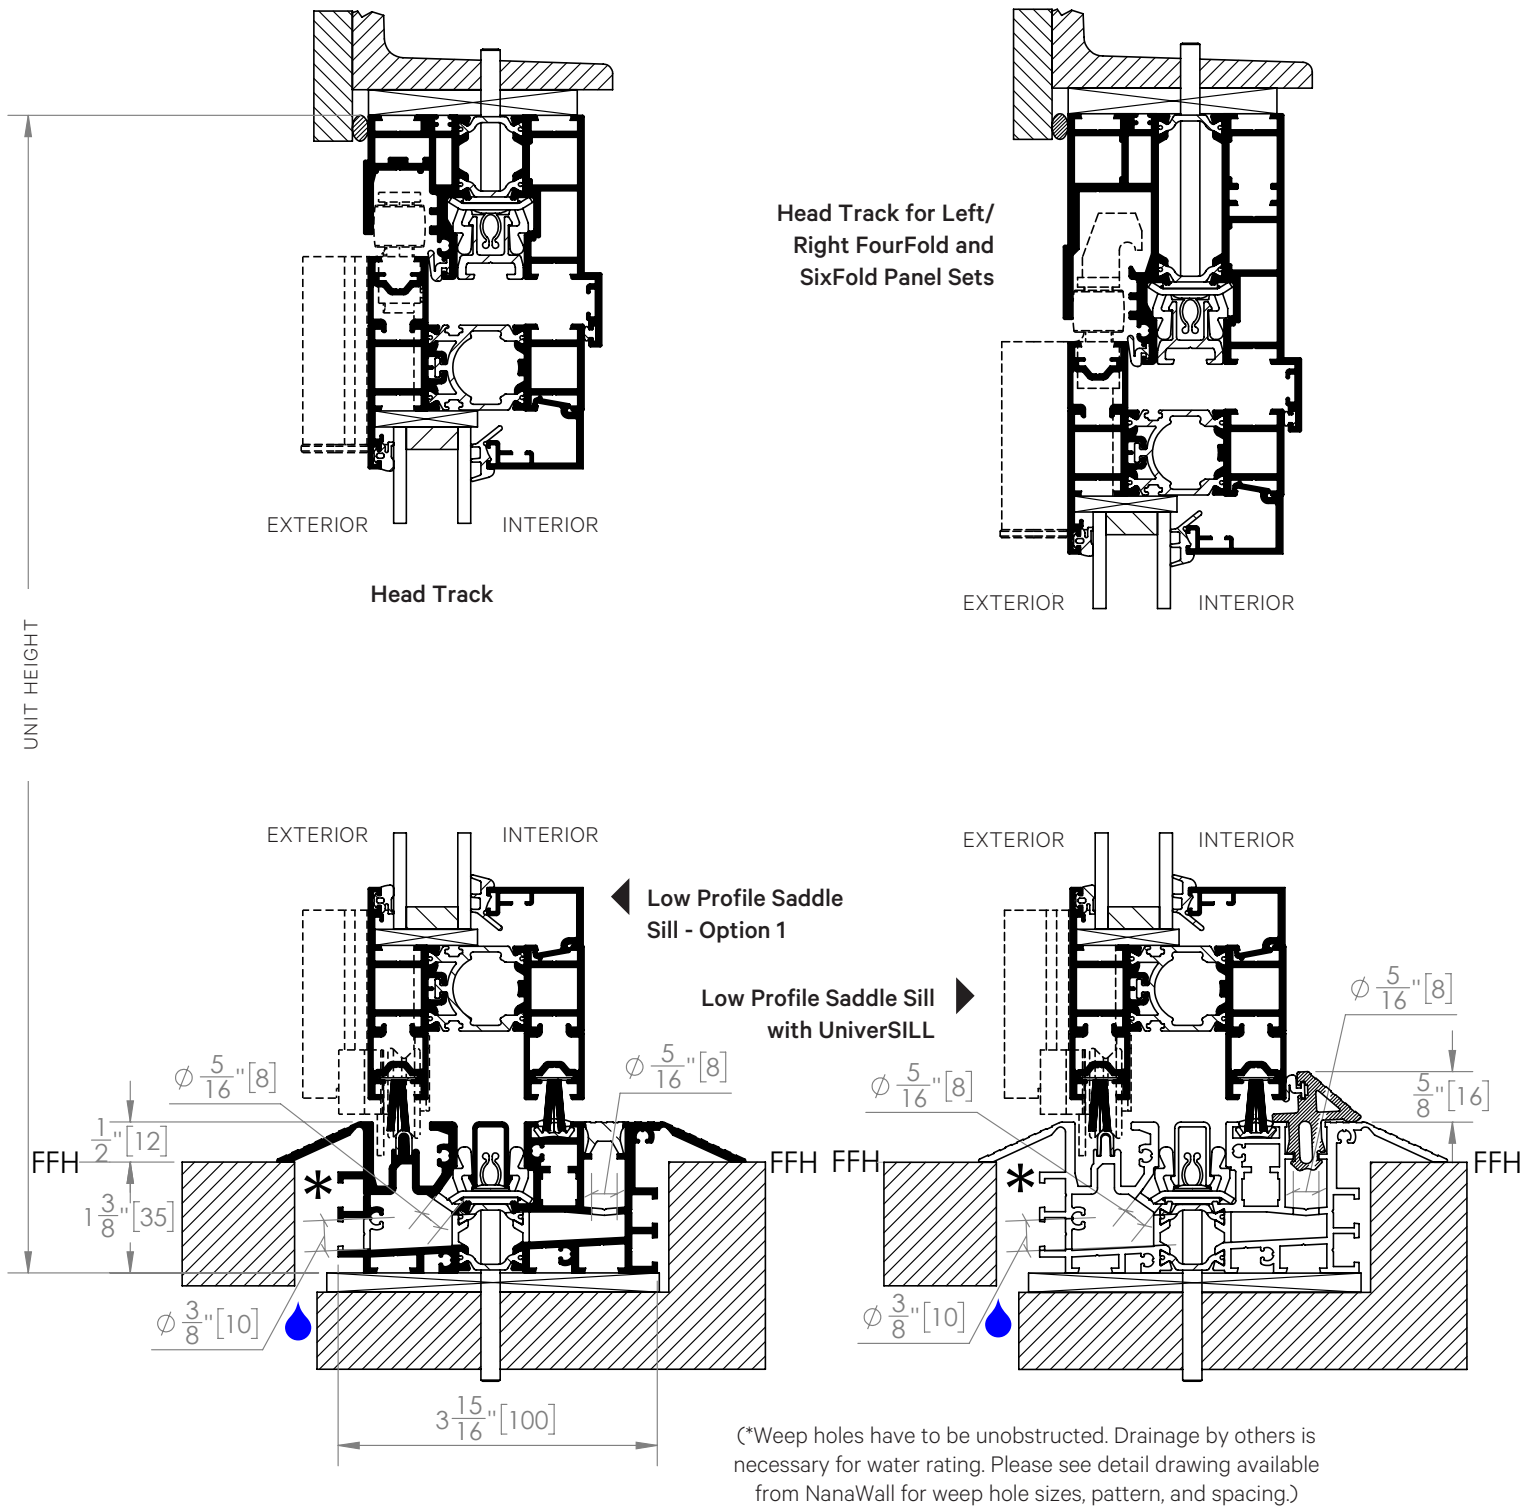 Head Track for Left/
Right FourFold and
SixFold Panel Sets
EXTERIOR INTERIOR
Head Track
EXTERIOR INTERIOR
UNIT HEIGHT
EXTERIOR INTERIOR
EXTERIOR INTERIOR
Low Profile Saddle
Sill - Option 1
Low Profile Saddle Sill
with UniverSILL
∅ 5/16"[8]
∅ 5/16"[8]
∅ 5/16"[8]
∅ 5/16"[8]
5/8"[16]
1/2"[12]
FFH
FFH
FFH
FFH
*
*
1 3/8"[35]
∅ 3/8"[10]
∅ 3/8"[10]
3 15/16"[100]
(*Weep holes have to be unobstructed. Drainage by others is
necessary for water rating. Please see detail drawing available
from NanaWall for weep hole sizes, pattern, and spacing.)